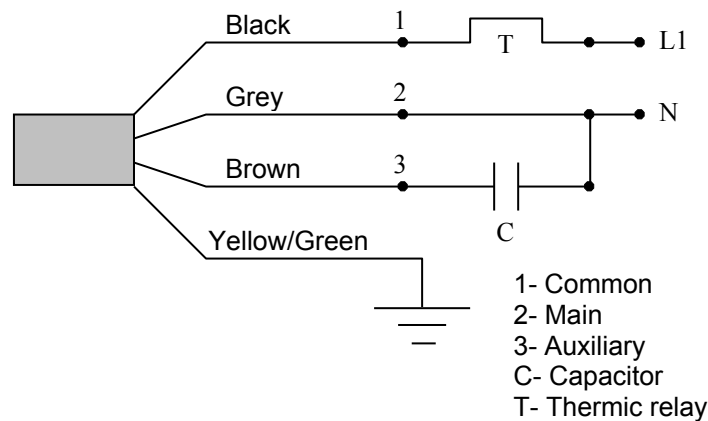 Black
1
T
L1
Grey
2
N
Brown
3
C
Yellow/Green
1- Common
2- Main
3- Auxiliary
C- Capacitor
T- Thermic relay